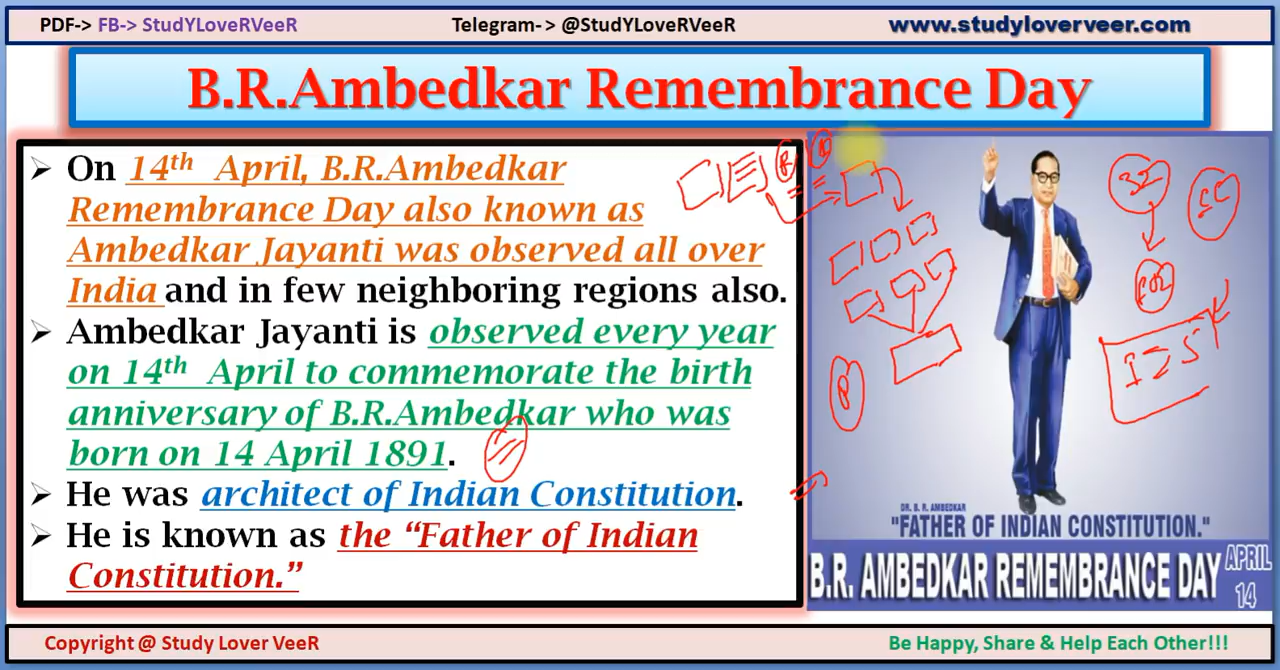 PDF-> FB-> StudYLoveRVeeR
Telegram- > @StudYLoveRVeeR
www.studyloverveer.com
B.R.Ambedkar Remembrance Day
➢ On 14th April, B.R.Ambedkar
Remembrance Day also known as
Ambedkar Jayanti was observed all over
India and in few neighboring regions also.
➢ Ambedkar Jayanti is observed every year
on 14th April to commemorate the birth
anniversary of B.R.Ambedkar who was
born on 14 April 1891.
➢ He was architect of Indian Constitution.
➢ He is known as the “Father of Indian
Constitution.”
DR. B. R. AMBEDKAR
"FATHER OF INDIAN CONSTITUTION."
B.R. AMBEDKAR REMEMBRANCE DAY
APRIL
14
Copyright @ Study Lover VeeR
Be Happy, Share & Help Each Other!!!